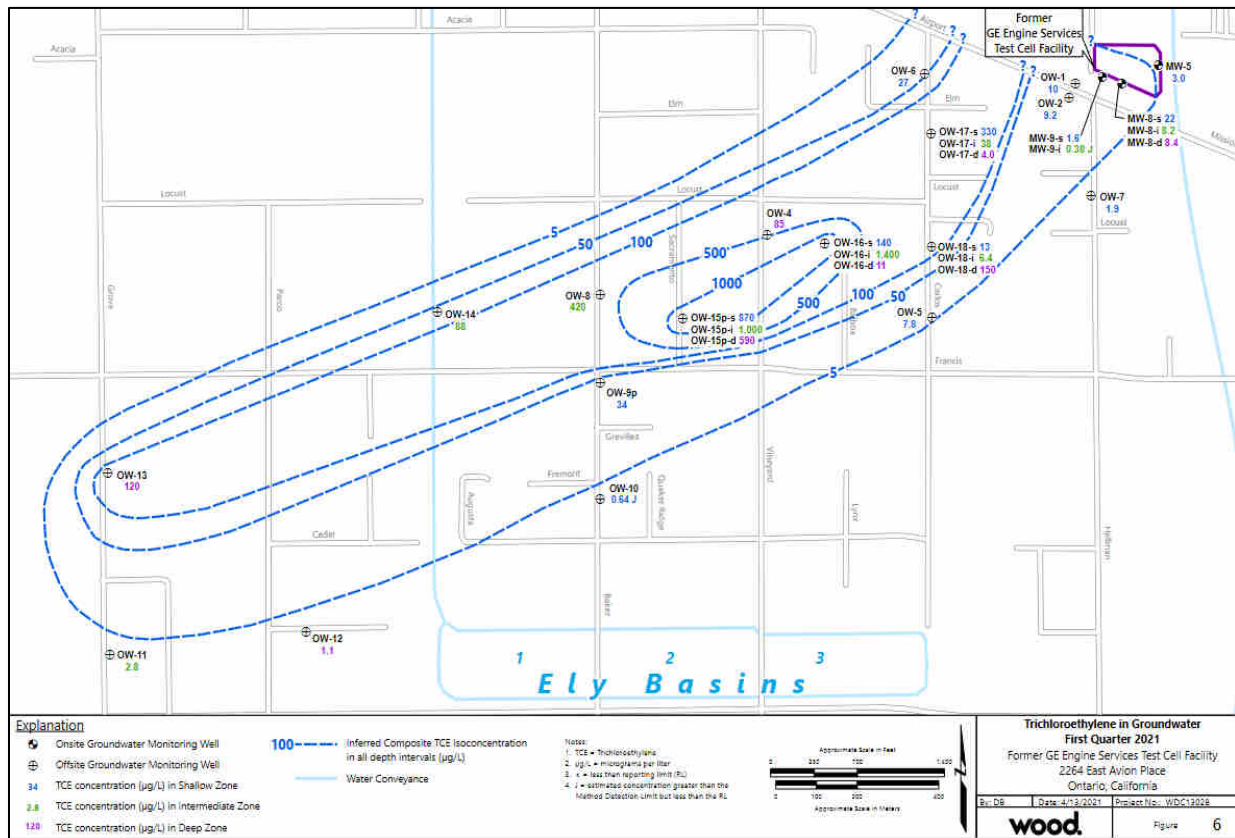 Acacia
Acacia
Airport
?
?
?
Former
GE Engine Services
Test Cell Facility
?
MW-5
3.0
OW-6
27
?
?
OW-1
10
OW-2
9.2
Elm
Elm
MW-8-s 22
MW-8-i 8.2
MW-8-d 8.4
MW-9-s 1.6
MW-9-i 0.38 J
OW-17-s 330
OW-17-i 38
OW-17-d 4.0
Locust
Locust
Locust
OW-7
1.9
Locust
5
50
100
OW-4
85
500
Sacramento
OW-16-s 140
OW-16-i 1,400
OW-16-d 11
OW-18-s 13
OW-18-i 6.4
OW-18-d 150
1000
Grove
Parco
OW-8
420
500
100
50
Carlos
OW-14
88
OW-15p-s 870
OW-15p-i 1,000
OW-15p-d 590
OW-5
7.8
Francis
5
OW-9p
34
Grevillea
OW-13
120
Fremont
Augusta
OW-10
0.64 J
Quaker Ridge
Vineyard
Lynx
Hellman
Cedar
Baker
OW-12
1.1
OW-11
2.8
1
2
3
Ely Basins
Explanation
Onsite Groundwater Monitoring Well
Offsite Groundwater Monitoring Well
34 TCE concentration (µg/L) in Shallow Zone
2.8 TCE concentration (µg/L) in Intermediate Zone
120 TCE concentration (µg/L) in Deep Zone
100 Inferred Composite TCE Isoconcentration
in all depth intervals (µg/L)
Water Conveyance
Notes:
1. TCE = Trichloroethylene
2. µg/L = micrograms per liter
3. < = less than reporting limit (RL)
4. J = estimated concentration greater than the
Method Detection Limit but less than the RL
Approximate Scale in Feet
0 350 700 1,400
0 100 200 400
Approximate Scale in Meters
N
Trichloroethylene in Groundwater
First Quarter 2021
Former GE Engine Services Test Cell Facility
2264 East Avion Place
Ontario, California
By: DB Date: 4/13/2021 Project No.: WDC13028
wood.
Figure 6